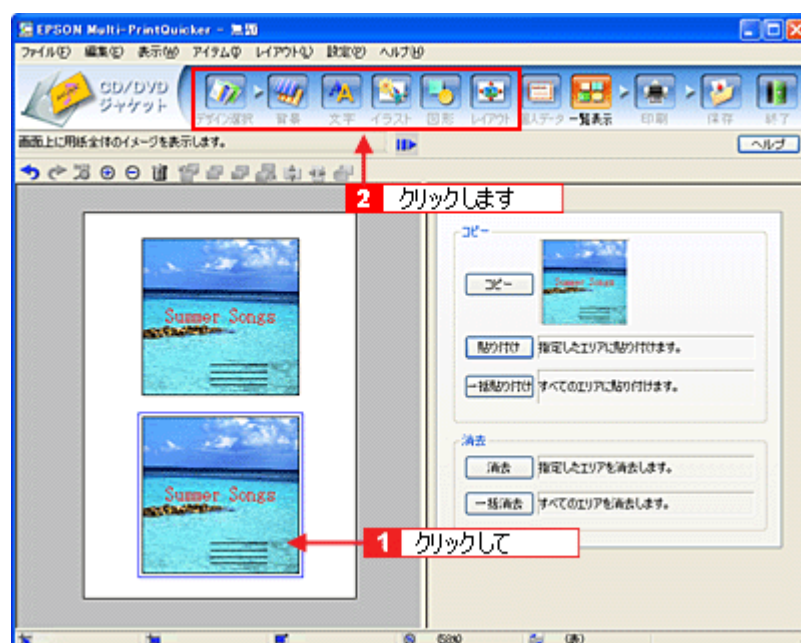 EPSON Multi-PrintQuicker - 無題
ファイル(F) 編集(E) 表示(W) アイテム(I) レイアウト(L) 設定(P) ヘルプ(H)
CD/DVD
ジャケット
デザイン選択 背景 文字 イラスト 図形 レイアウト 個人データ 一覧表示 印刷 保存 終了
画面上に用紙全体のイメージを表示します。
ヘルプ
2 クリックします
Summer Songs
Summer Songs
1 クリックして
コピー
コピー
Summer Songs
貼り付け 指定したエリアに貼り付けます。
一括貼り付け すべてのエリアに貼り付けます。
消去
消去 指定したエリアを消去します。
一括消去 すべてのエリアを消去します。
(表)